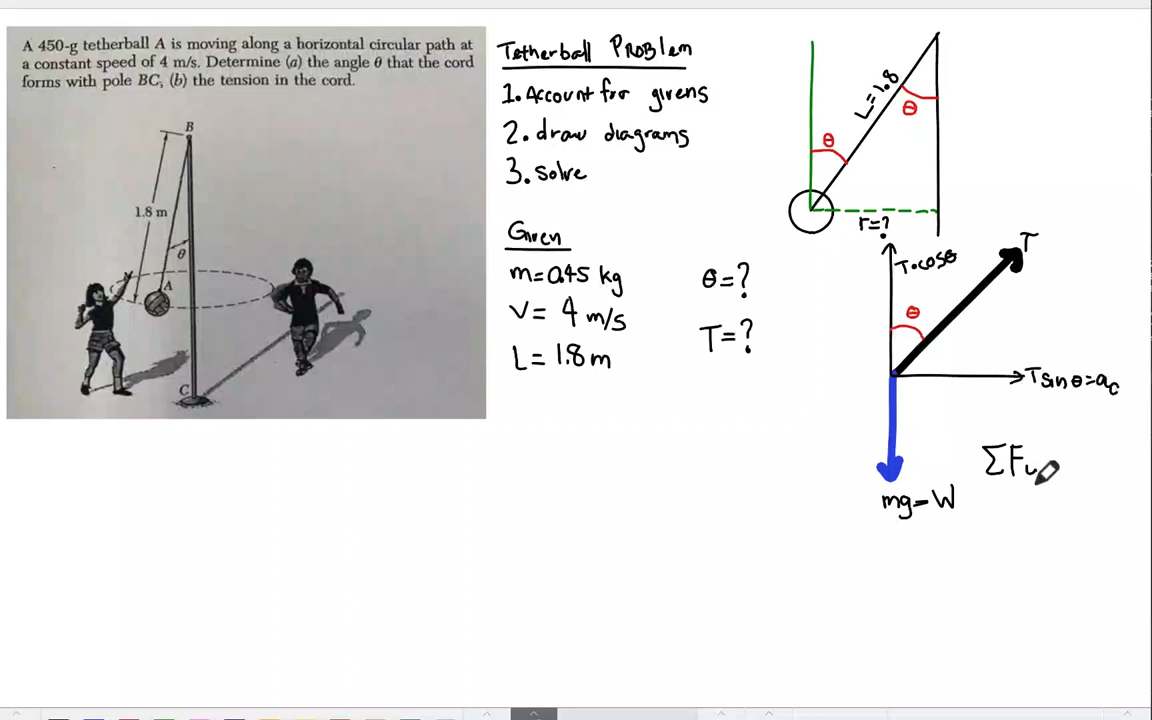 A 450-g tetherball A is moving along a horizontal circular path at
a constant speed of 4 m/s. Determine (a) the angle θ that the cord
forms with pole BC, (b) the tension in the cord.
B
1.8 m
θ
A
C
Tetherball PROBLEM
1. Account for givens
2. draw diagrams
3. Solve
Given
m=0.45 kg
V= 4 m/s
L= 1.8 m
θ=?
T=?
L=1.8
θ
θ
r=?
T
T·cosθ
θ
Tsinθ=ac
mg=W
ΣF